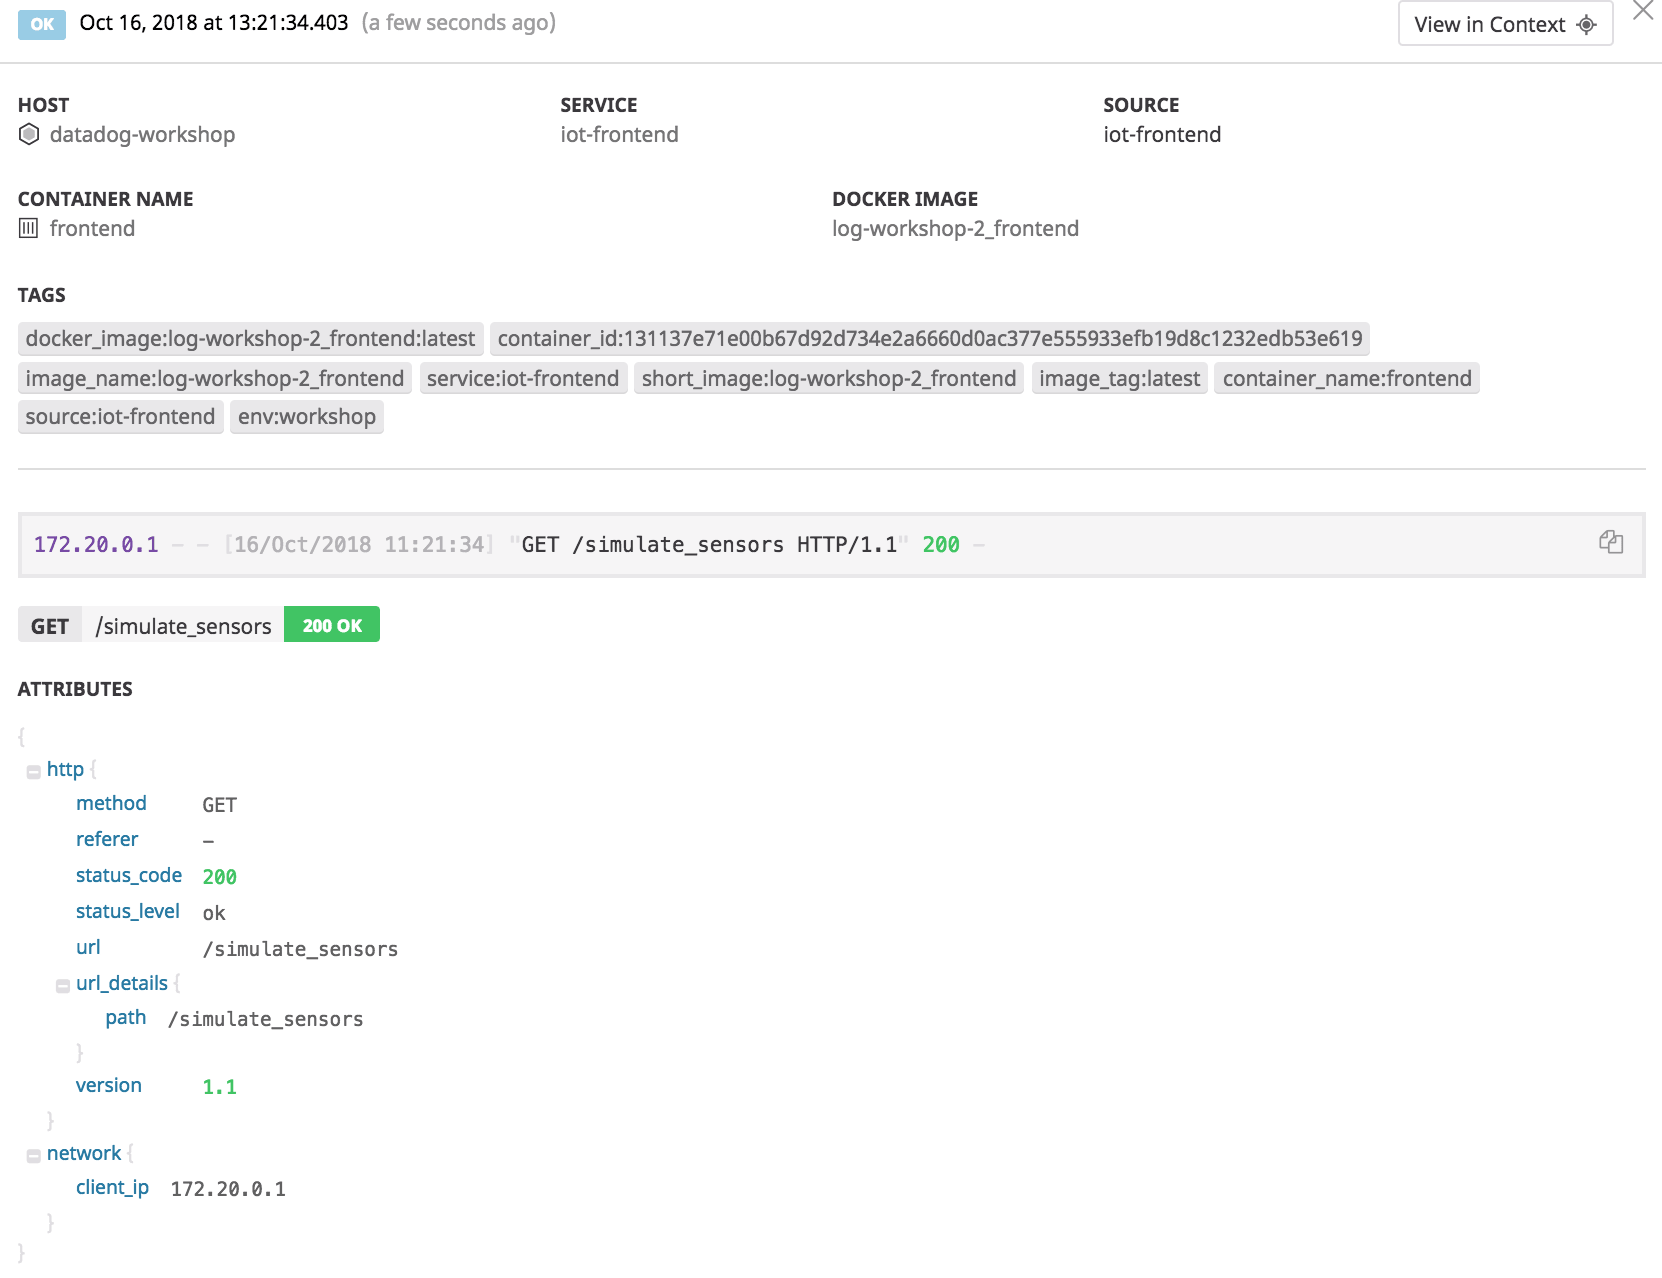 OK Oct 16, 2018 at 13:21:34.403 (a few seconds ago) View in Context
HOST SERVICE SOURCE
datadog-workshop iot-frontend iot-frontend
CONTAINER NAME DOCKER IMAGE
frontend log-workshop-2_frontend
TAGS
docker_image:log-workshop-2_frontend:latest container_id:131137e71e00b67d92d734e2a6660d0ac377e555933efb19d8c1232edb53e619
image_name:log-workshop-2_frontend service:iot-frontend short_image:log-workshop-2_frontend image_tag:latest container_name:frontend
source:iot-frontend env:workshop
172.20.0.1 - - [16/Oct/2018 11:21:34] "GET /simulate_sensors HTTP/1.1" 200 -
GET /simulate_sensors 200 OK
ATTRIBUTES
{
http {
method GET
referer -
status_code 200
status_level ok
url /simulate_sensors
url_details {
path /simulate_sensors
}
version 1.1
}
network {
client_ip 172.20.0.1
}
}